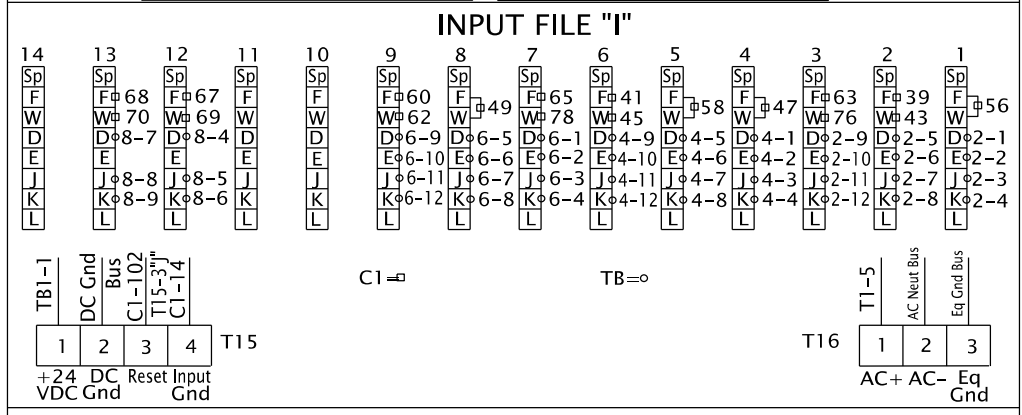 INPUT FILE "I"
14 13 12 11 10 9 8 7 6 5 4 3 2 1
Sp Sp Sp Sp Sp Sp Sp Sp Sp Sp Sp Sp Sp Sp
F F 68 F 67 F F F 60 F F 65 F 41 F F F 63 F 39 F
49 58 47 56
W W 70 W 69 W W W 62 W W 78 W 45 W W W 76 W 43 W
D D 8-7 D 8-4 D D D 6-9 D 6-5 D 6-1 D 4-9 D 4-5 D 4-1 D 2-9 D 2-5 D 2-1
E E E E E E 6-10 E 6-6 E 6-2 E 4-10 E 4-6 E 4-2 E 2-10 E 2-6 E 2-2
J J 8-8 J 8-5 J J J 6-11 J 6-7 J 6-3 J 4-11 J 4-7 J 4-3 J 2-11 J 2-7 J 2-3
K K 8-9 K 8-6 K K K 6-12 K 6-8 K 6-4 K 4-12 K 4-8 K 4-4 K 2-12 K 2-8 K 2-4
L L L L L L L L L L L L L L
TB1-1
DC Gnd
Bus
C1-102
T15-3"J"
C1-14
C1=
TB=
T1-5
AC Neut Bus
Eq Gnd Bus
1 2 3 4 T15
T16 1 2 3
+24 DC Reset Input
VDC Gnd Gnd
AC+ AC- Eq
Gnd